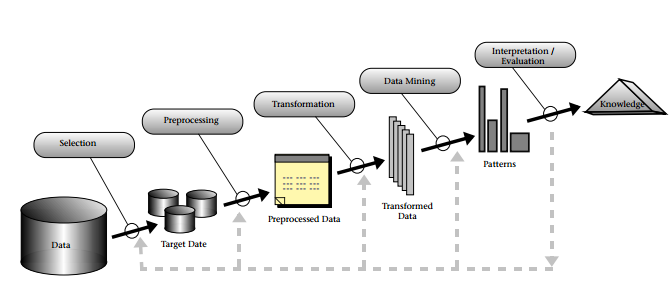 Interpretation /
Evaluation
Data Mining
Transformation
Preprocessing
Selection
Knowledge
Patterns
Transformed
Data
Preprocessed Data
Target Date
Data